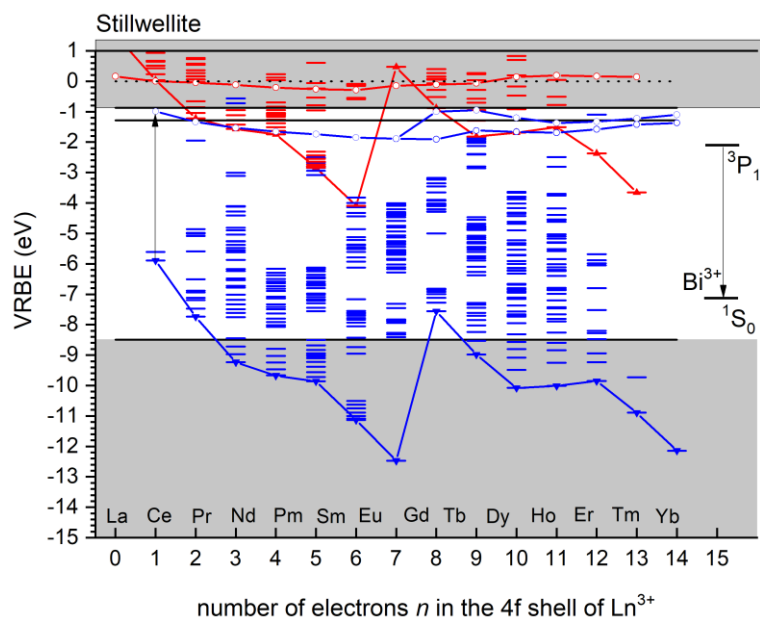 Stillwellite
1
0
-1
-2
-3
-4
-5
-6
-7
-8
-9
-10
-11
-12
-13
-14
-15
VRBE (eV)
³P₁
Bi³⁺
¹S₀
La Ce Pr Nd Pm Sm Eu Gd Tb Dy Ho Er Tm Yb
0 1 2 3 4 5 6 7 8 9 10 11 12 13 14 15
number of electrons n in the 4f shell of Ln³⁺